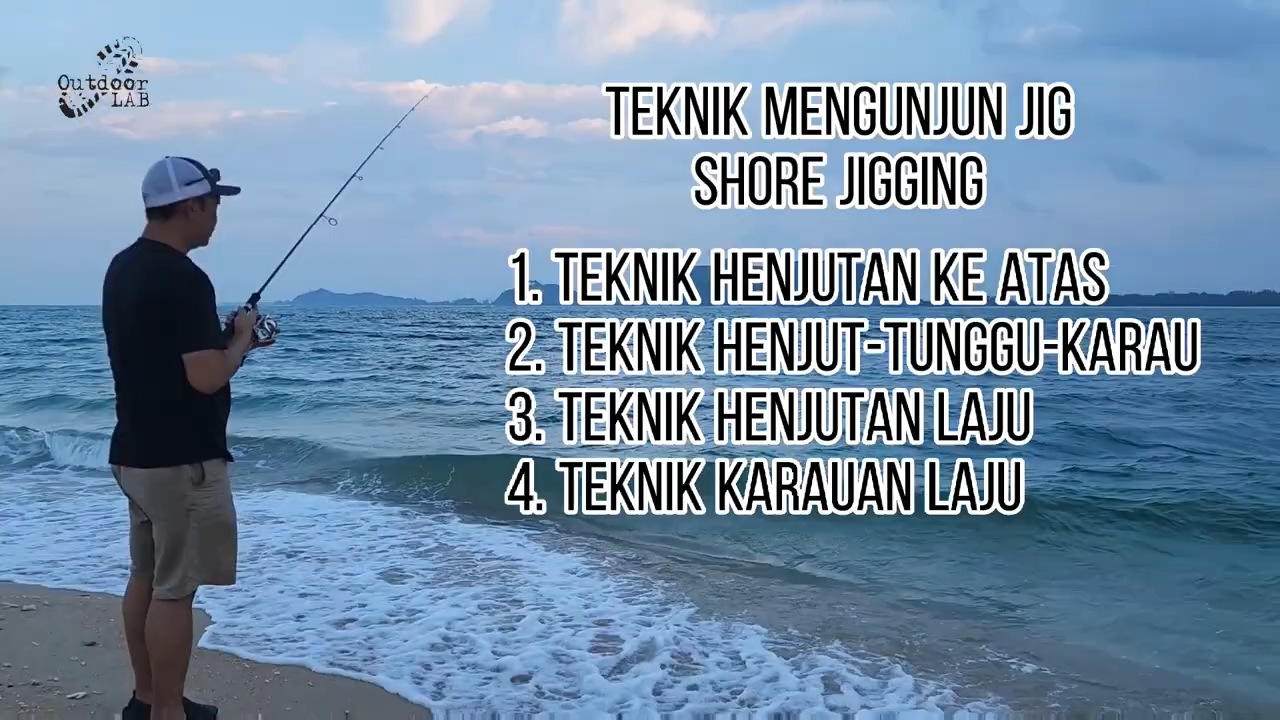 Outdoor
LAB
TEKNIK MENGUNJUN JIG
SHORE JIGGING
1. TEKNIK HENJUTAN KE ATAS
2. TEKNIK HENJUT-TUNGGU-KARAU
3. TEKNIK HENJUTAN LAJU
4. TEKNIK KARAUAN LAJU